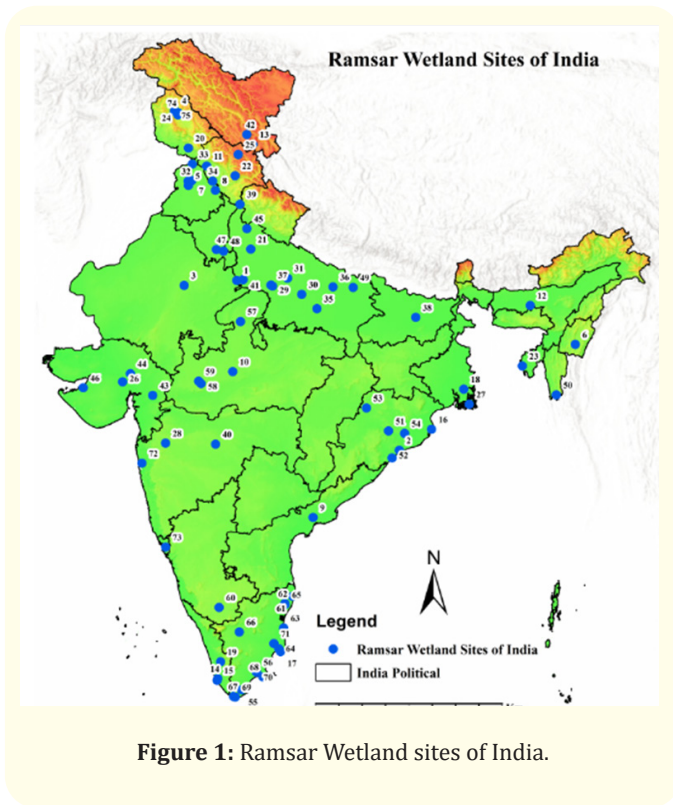 Ramsar Wetland Sites of India
74 4
24 75
42
13
20 25
33 11
32 5 34 22
7 8
39
45
47 48 21
3 1 37 31
41 29 30 36 49
35
12
57 38
6
23
44 59 10
46 26 58 18
43 27 50
53
51 54 16
28 40 2
72 52
9
73
N
60 62 65
61
66 63
Legend
71
19 64 Ramsar Wetland Sites of India
14 15 68 56 17
70 India Political
67 69
55
Figure 1: Ramsar Wetland sites of India.